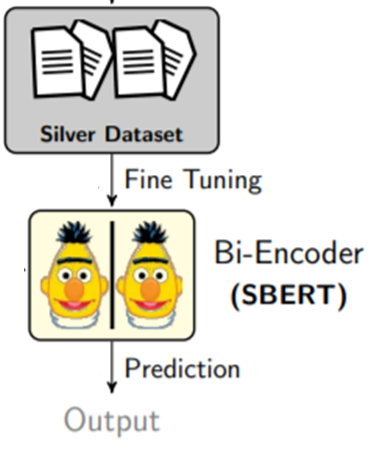 Silver Dataset
Fine Tuning
Bi-Encoder
(SBERT)
Prediction
Output